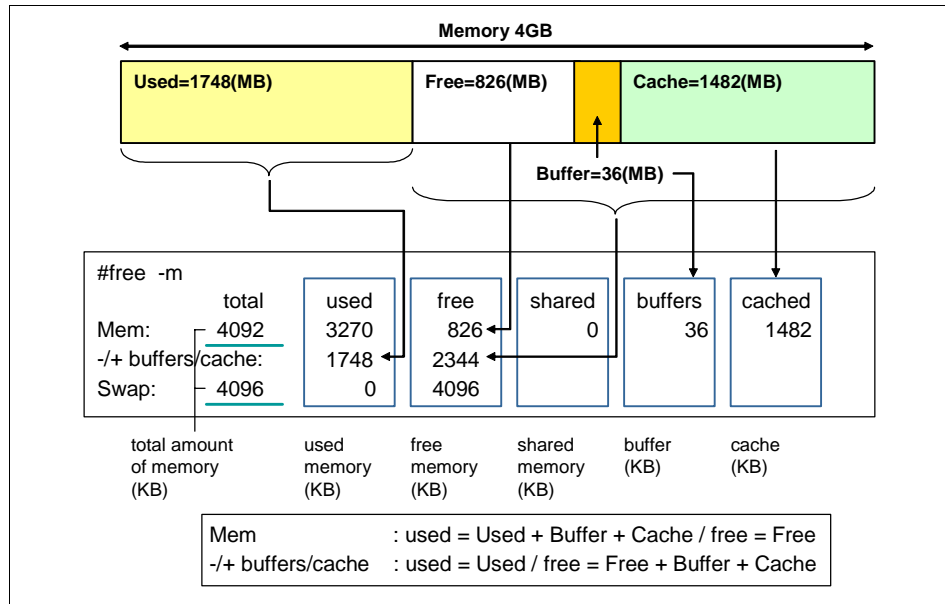 Memory 4GB
Used=1748(MB) Free=826(MB) Cache=1482(MB)
Buffer=36(MB)
#free -m
total used free shared buffers cached
Mem: 4092 3270 826 0 36 1482
-/+ buffers/cache: 1748 2344
Swap: 4096 0 4096
total amount of memory (KB)
used memory (KB)
free memory (KB)
shared memory (KB)
buffer (KB)
cache (KB)
Mem : used = Used + Buffer + Cache / free = Free
-/+ buffers/cache : used = Used / free = Free + Buffer + Cache